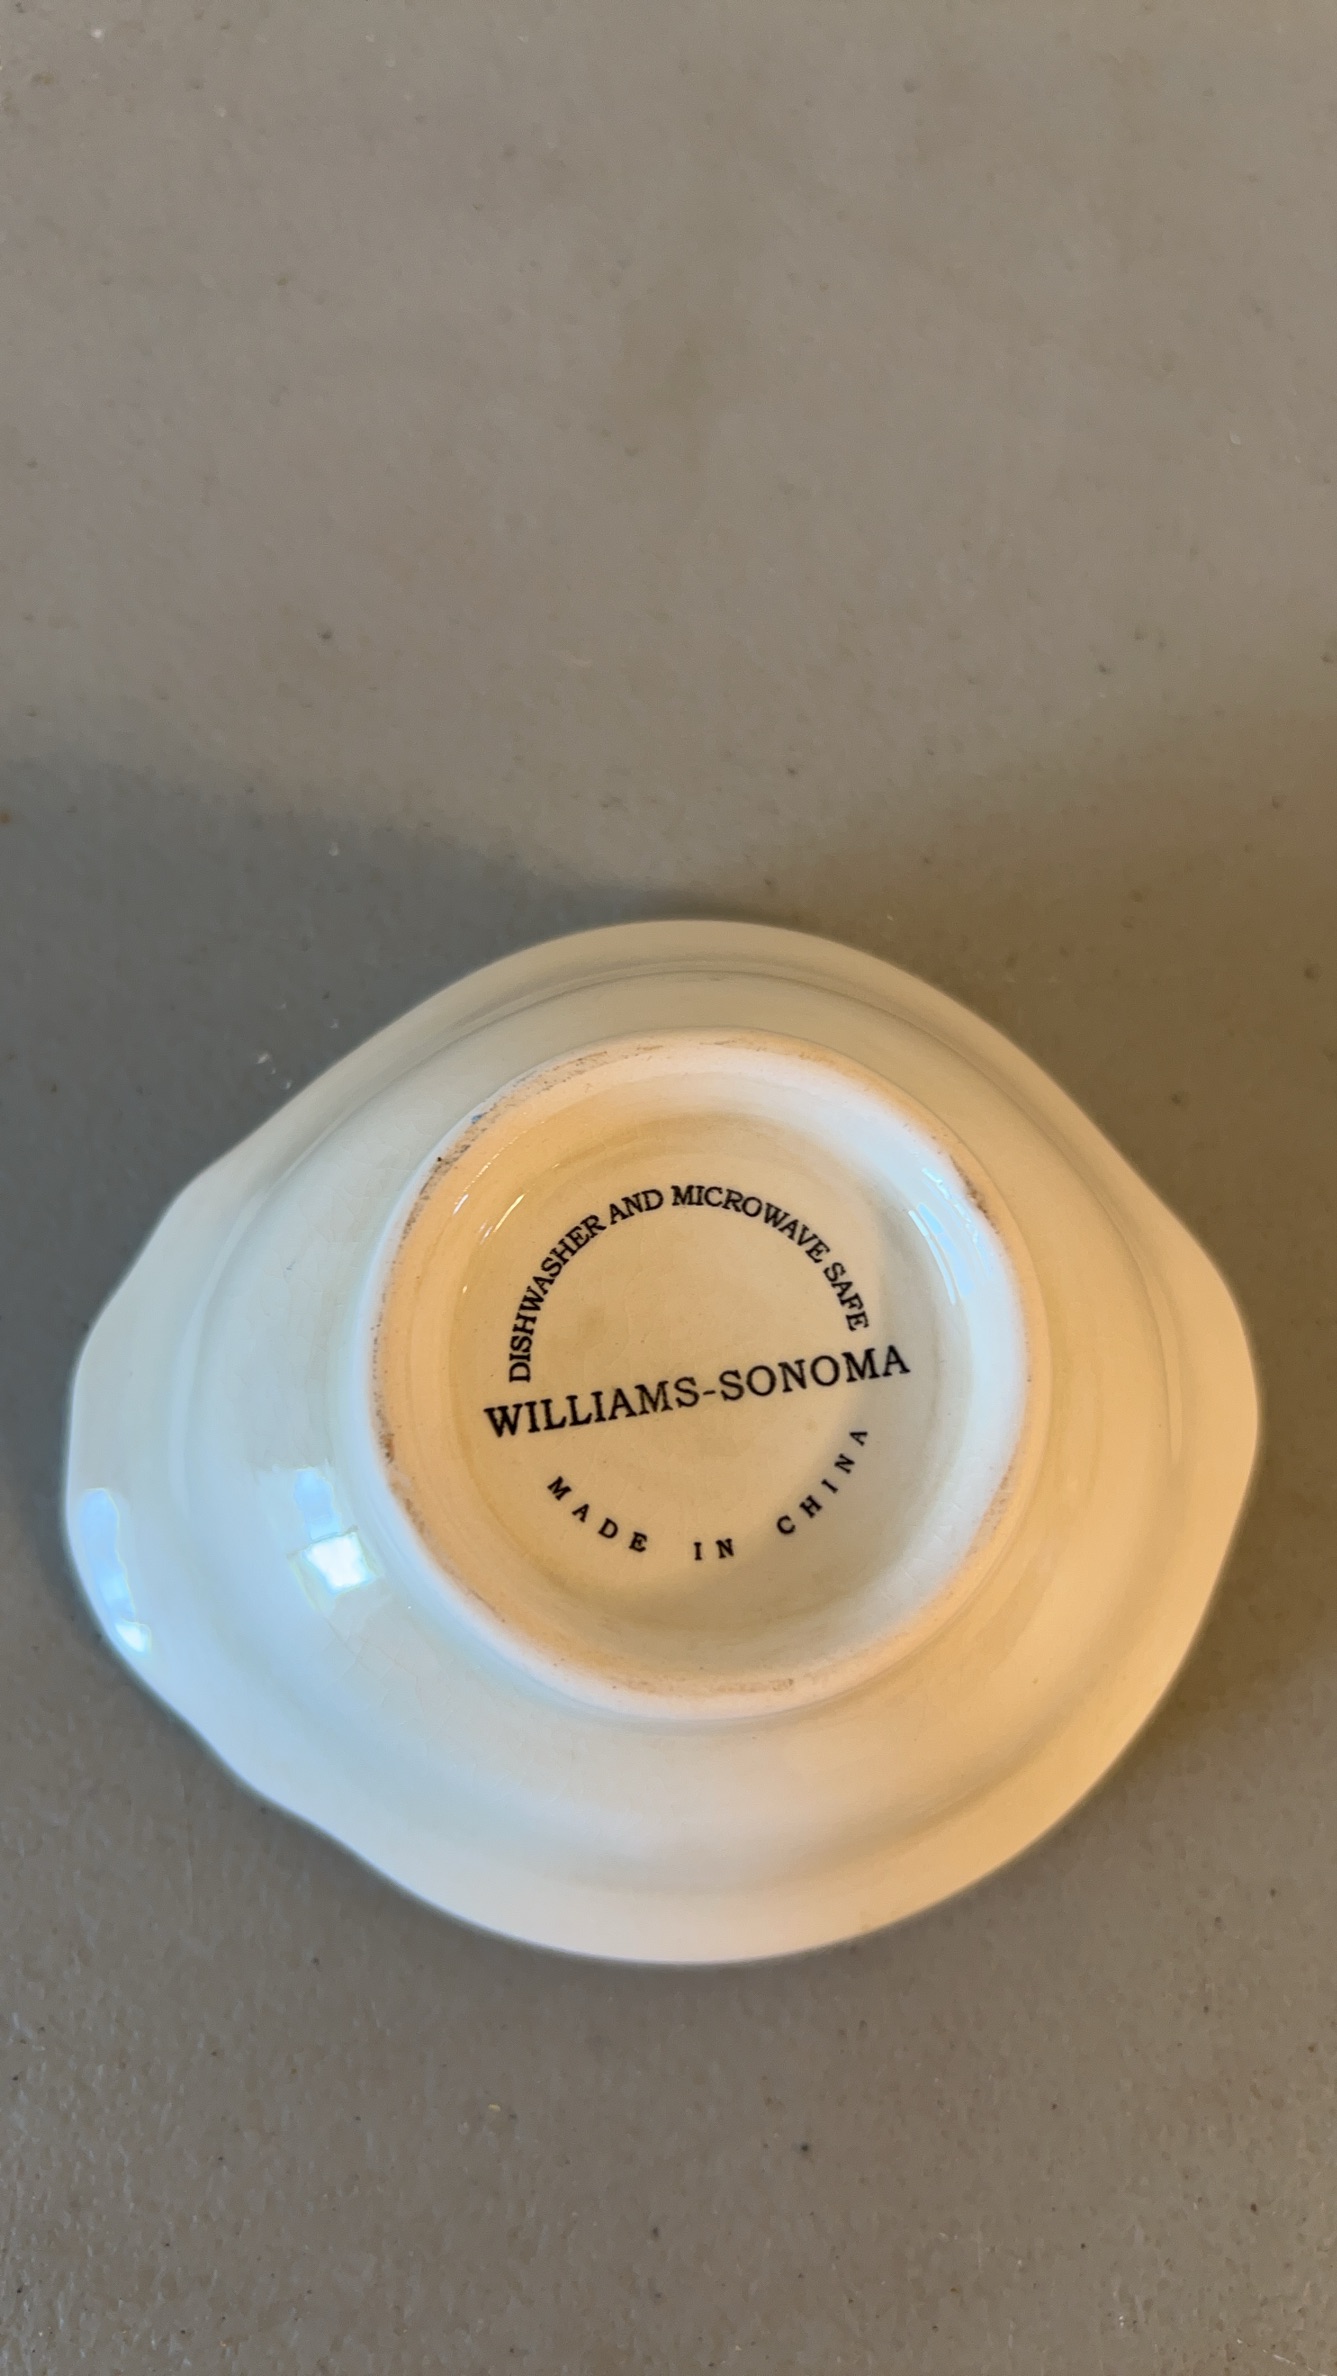 DISHWASHER AND MICROWAVE SAFE
WILLIAMS-SONOMA
MADE IN CHINA